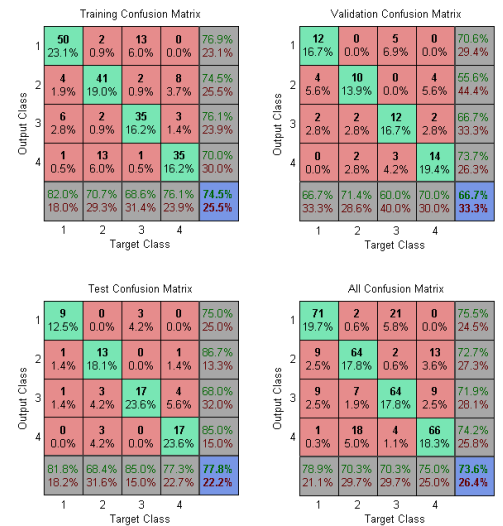 Training Confusion Matrix
Validation Confusion Matrix
1 50 2 13 0 76.9%
23.1% 0.9% 6.0% 0.0% 23.1%
2 4 41 2 8 74.5%
1.9% 19.0% 0.9% 3.7% 25.5%
3 6 2 35 3 76.1%
2.8% 0.9% 16.2% 1.4% 23.9%
4 1 13 1 35 70.0%
0.5% 6.0% 0.5% 16.2% 30.0%
82.0% 70.7% 68.6% 76.1% 74.5%
18.0% 29.3% 31.4% 23.9% 25.5%
1 2 3 4
Target Class
Output Class
1 12 0 5 0 70.6%
16.7% 0.0% 6.9% 0.0% 29.4%
2 4 10 0 4 55.6%
5.6% 13.9% 0.0% 5.6% 44.4%
3 2 2 12 2 66.7%
2.8% 2.8% 16.7% 2.8% 33.3%
4 0 2 3 14 73.7%
0.0% 2.8% 4.2% 19.4% 26.3%
66.7% 71.4% 60.0% 70.0% 66.7%
33.3% 28.6% 40.0% 30.0% 33.3%
1 2 3 4
Target Class
Output Class
Test Confusion Matrix
All Confusion Matrix
1 9 0 3 0 75.0%
12.5% 0.0% 4.2% 0.0% 25.0%
2 1 13 0 1 86.7%
1.4% 18.1% 0.0% 1.4% 13.3%
3 1 3 17 4 68.0%
1.4% 4.2% 23.6% 5.6% 32.0%
4 0 3 0 17 85.0%
0.0% 4.2% 0.0% 23.6% 15.0%
81.8% 68.4% 85.0% 77.3% 77.8%
18.2% 31.6% 15.0% 22.7% 22.2%
1 2 3 4
Target Class
Output Class
1 71 2 21 0 75.5%
19.7% 0.6% 5.8% 0.0% 24.5%
2 9 64 2 13 72.7%
2.5% 17.8% 0.6% 3.6% 27.3%
3 9 7 64 9 71.9%
2.5% 1.9% 17.8% 2.5% 28.1%
4 1 18 4 66 74.2%
0.3% 5.0% 1.1% 18.3% 25.8%
78.9% 70.3% 70.3% 75.0% 73.6%
21.1% 29.7% 29.7% 25.0% 26.4%
1 2 3 4
Target Class
Output Class